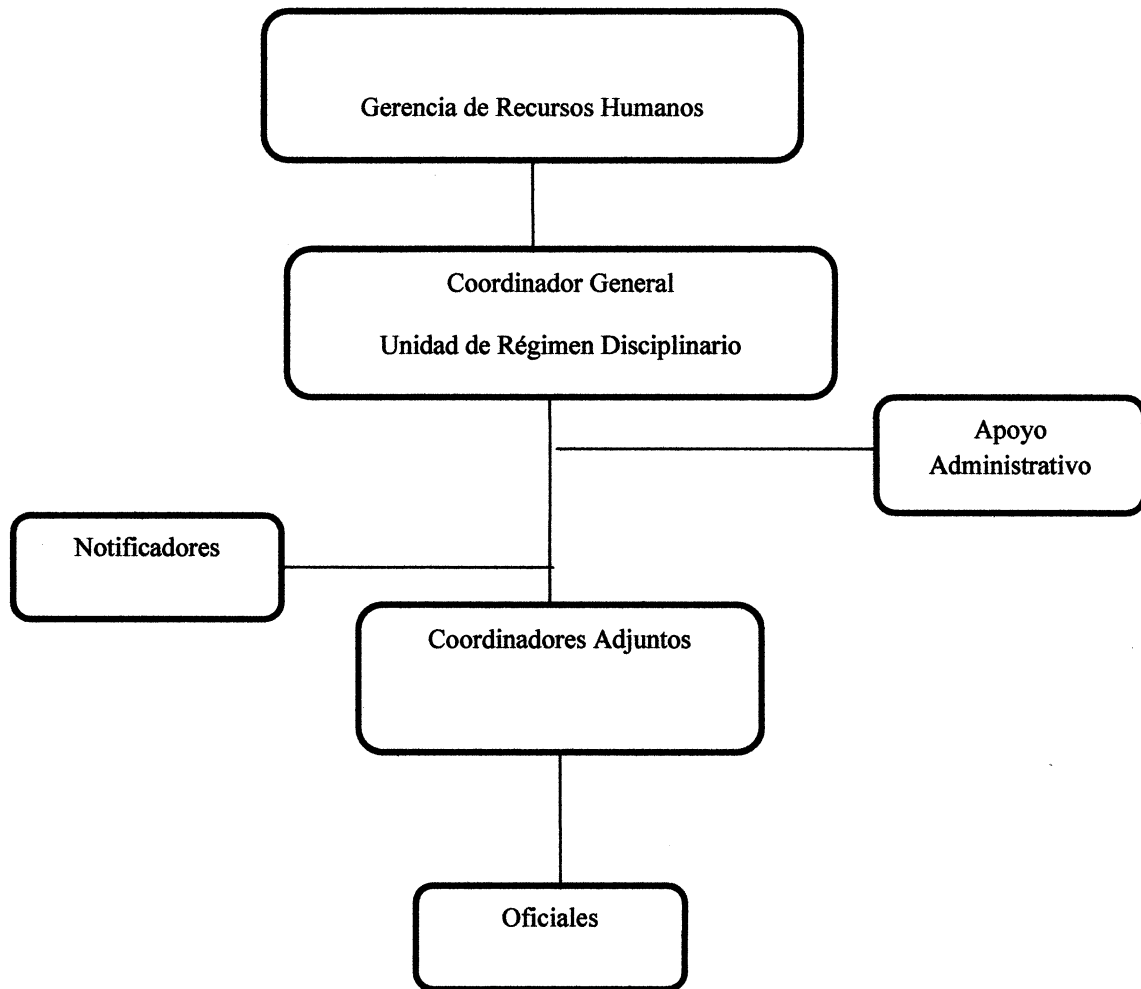 Gerencia de Recursos Humanos
Coordinador General
Unidad de Régimen Disciplinario
Apoyo
Administrativo
Notificadores
Coordinadores Adjuntos
Oficiales